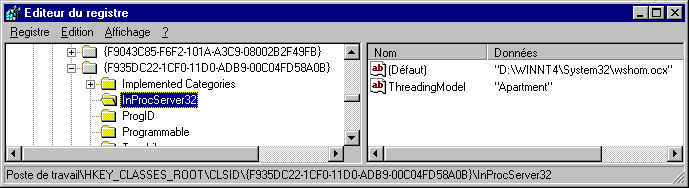 Editeur du registre
Registre Edition Affichage ?
{F9043C85-F6F2-101A-A3C9-08002B2F49FB}
{F935DC22-1CF0-11D0-ADB9-00C04FD58A0B}
Implemented Categories
InProcServer32
ProgID
Programmable
Nom Données
(Défaut) "D:\WINNT4\System32\wshom.ocx"
ThreadingModel "Apartment"
Poste de travail\HKEY_CLASSES_ROOT\CLSID\{F935DC22-1CF0-11D0-ADB9-00C04FD58A0B}\InProcServer32